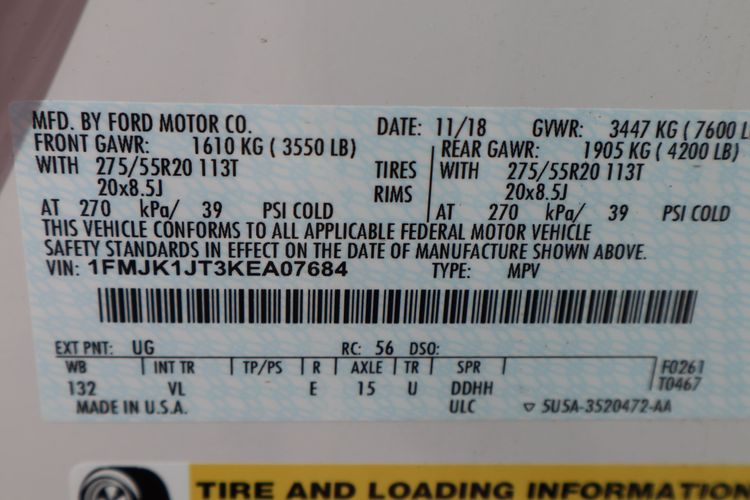 MFD. BY FORD MOTOR CO. DATE: 11/18 GVWR: 3447 KG ( 7600 L
FRONT GAWR: 1610 KG ( 3550 LB) REAR GAWR: 1905 KG ( 4200 LB)
WITH 275/55R20 113T TIRES WITH 275/55R20 113T
20x8.5J RIMS 20x8.5J
AT 270 kPa/ 39 PSI COLD AT 270 kPa/ 39 PSI COLD
THIS VEHICLE CONFORMS TO ALL APPLICABLE FEDERAL MOTOR VEHICLE
SAFETY STANDARDS IN EFFECT ON THE DATE OF MANUFACTURE SHOWN ABOVE.
VIN: 1FMJK1JT3KEA07684 TYPE: MPV
EXT PNT: UG RC: 56 DSO:
WB INT TR TP/PS R AXLE TR SPR F0261
132 VL E 15 U DDHH T0467
MADE IN U.S.A. ULC ▽ 5U5A-3520472-AA
TIRE AND LOADING INFORMATION